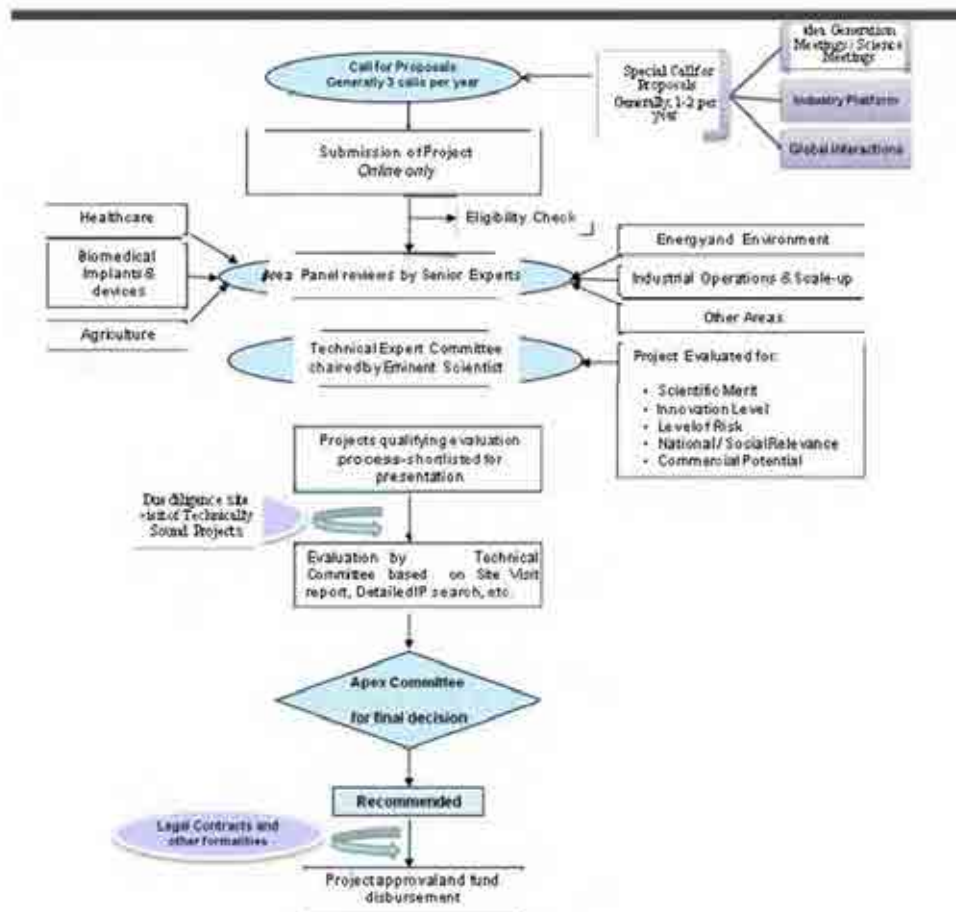 Call for Proposals
Generally 3 calls per year
Special Call for
Proposals
Generally, 1-2 per
year
Idea Generation
Meetings / Science
Meetings
Industry Platform
Global Interactions
Submission of Project
Online only
Eligibility Check
Healthcare
Biomedical
Implants &
devices
Agriculture
Area Panel reviews by Senior Experts
Energy and Environment
Industrial Operations & Scale-up
Other Areas
Technical Expert Committee
chaired by Eminent Scientist
Project Evaluated for:
• Scientific Merit
• Innovation Level
• Level of Risk
• National / Social Relevance
• Commercial Potential
Projects qualifying evaluation
process-shortlisted for
presentation
Due diligence site
visit of Technically
Sound Projects
Evaluation by Technical
Committee based on Site Visit
report, Detailed IP search, etc.
Apex Committee
for final decision
Recommended
Legal Contracts and
other formalities
Project approval and fund
disbursement